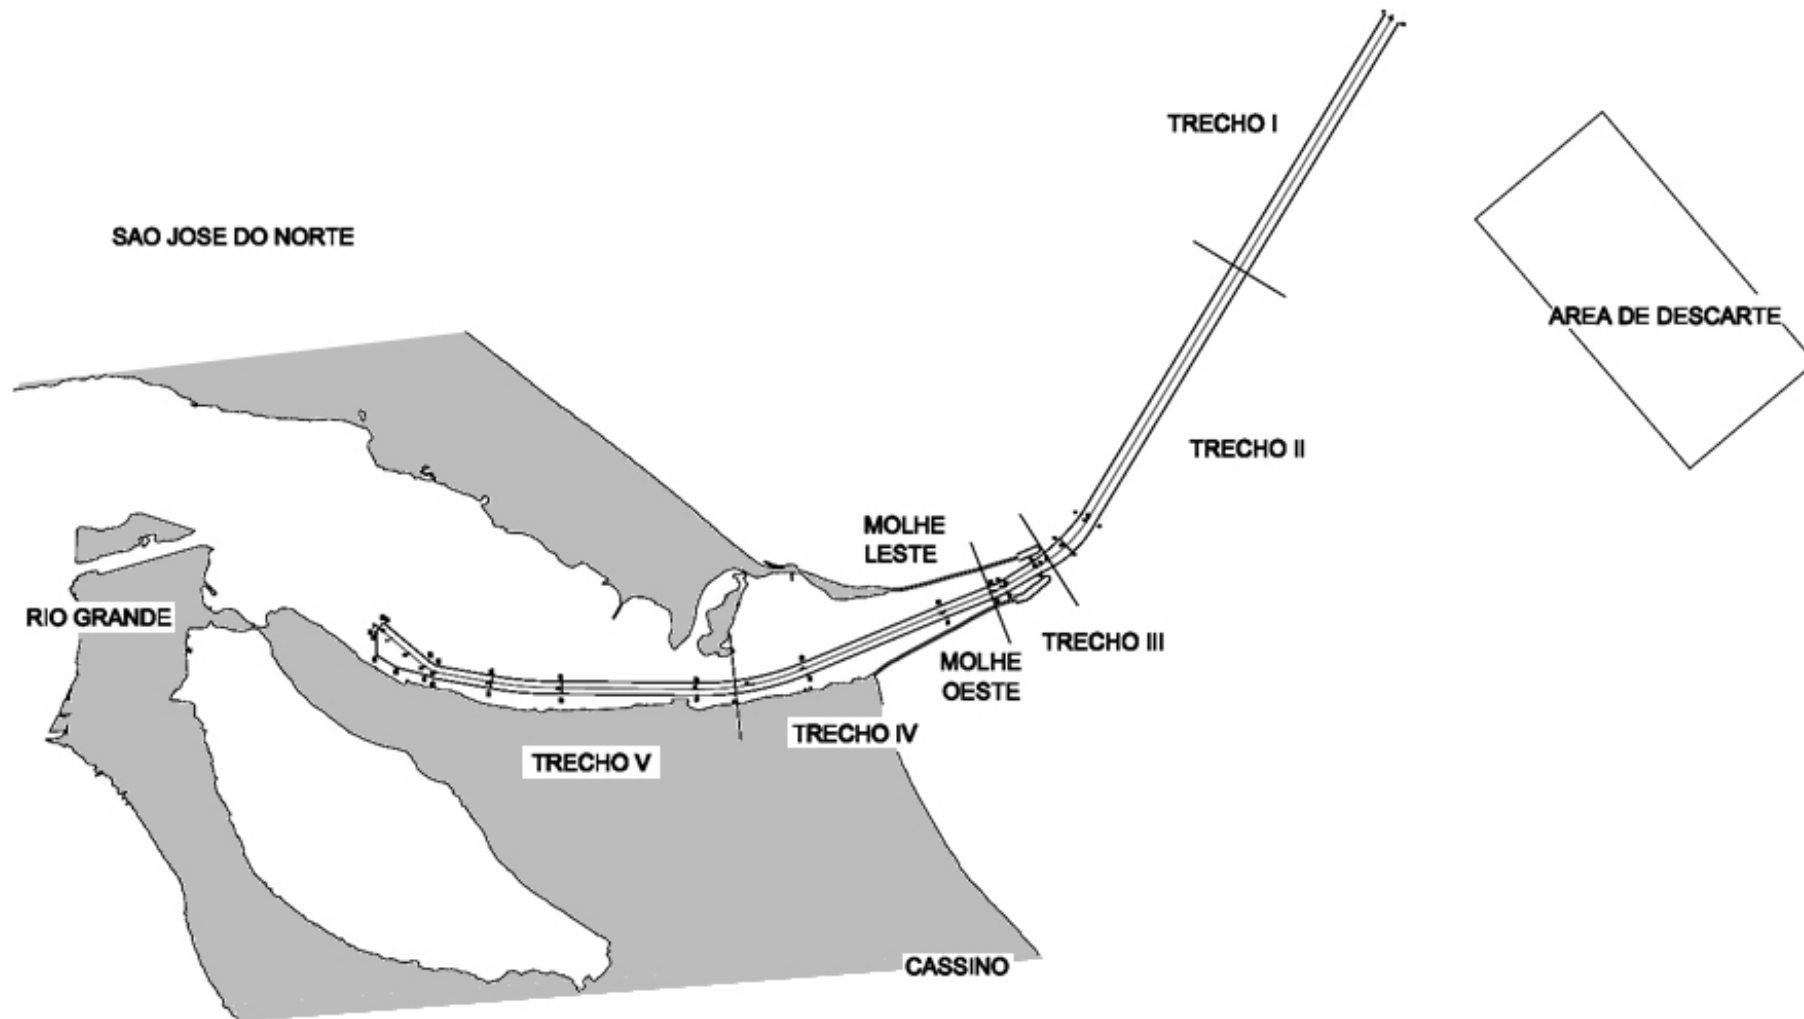 TRECHO I
SAO JOSE DO NORTE
AREA DE DESCARTE
TRECHO II
MOLHE
LESTE
RIO GRANDE
TRECHO III
MOLHE
OESTE
TRECHO IV
TRECHO V
CASSINO